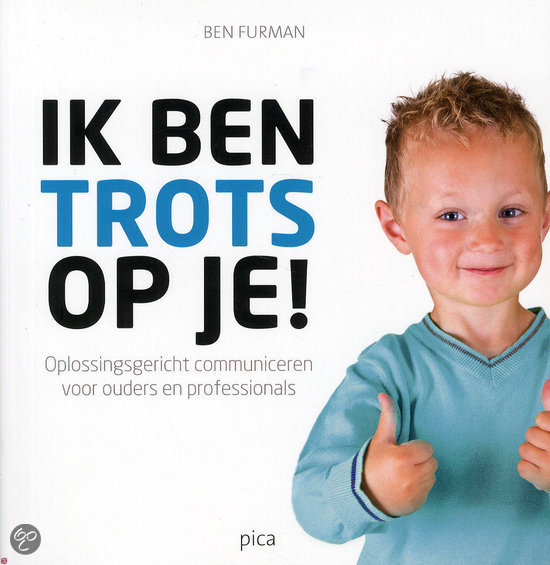 BEN FURMAN
IK BEN
TROTS
OP JE!
Oplossingsgericht communiceren
voor ouders en professionals
pica